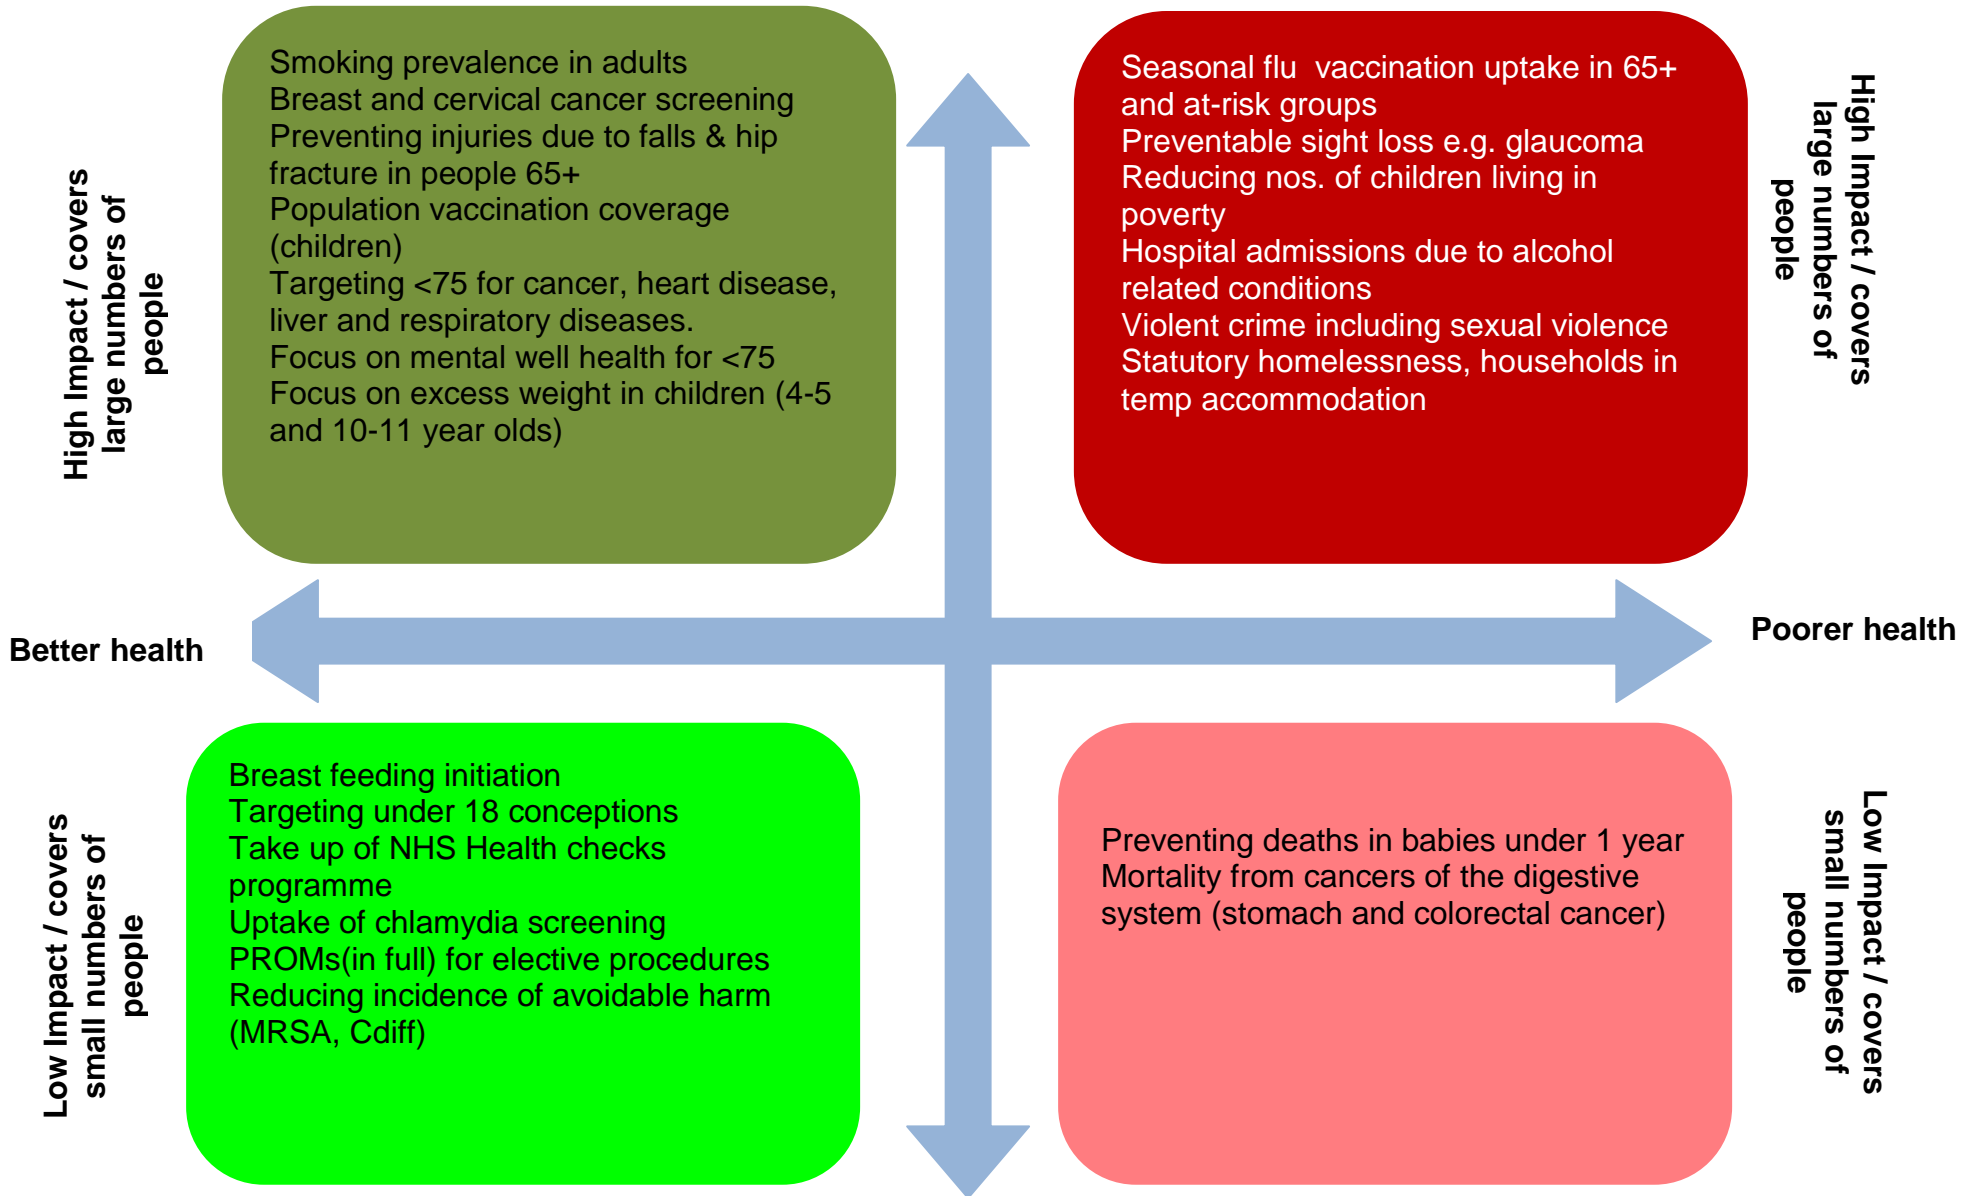 High Impact / covers
large numbers of
people
Smoking prevalence in adults
Breast and cervical cancer screening
Preventing injuries due to falls & hip
fracture in people 65+
Population vaccination coverage
(children)
Targeting <75 for cancer, heart disease,
liver and respiratory diseases.
Focus on mental well health for <75
Focus on excess weight in children (4-5
and 10-11 year olds)
Seasonal flu  vaccination uptake in 65+
and at-risk groups
Preventable sight loss e.g. glaucoma
Reducing nos. of children living in
poverty
Hospital admissions due to alcohol
related conditions
Violent crime including sexual violence
Statutory homelessness, households in
temp accommodation
High Impact / covers
large numbers of
people
Better health
Poorer health
Low Impact / covers
small numbers of
people
Breast feeding initiation
Targeting under 18 conceptions
Take up of NHS Health checks
programme
Uptake of chlamydia screening
PROMs(in full) for elective procedures
Reducing incidence of avoidable harm
(MRSA, Cdiff)
Preventing deaths in babies under 1 year
Mortality from cancers of the digestive
system (stomach and colorectal cancer)
Low Impact / covers
small numbers of
people